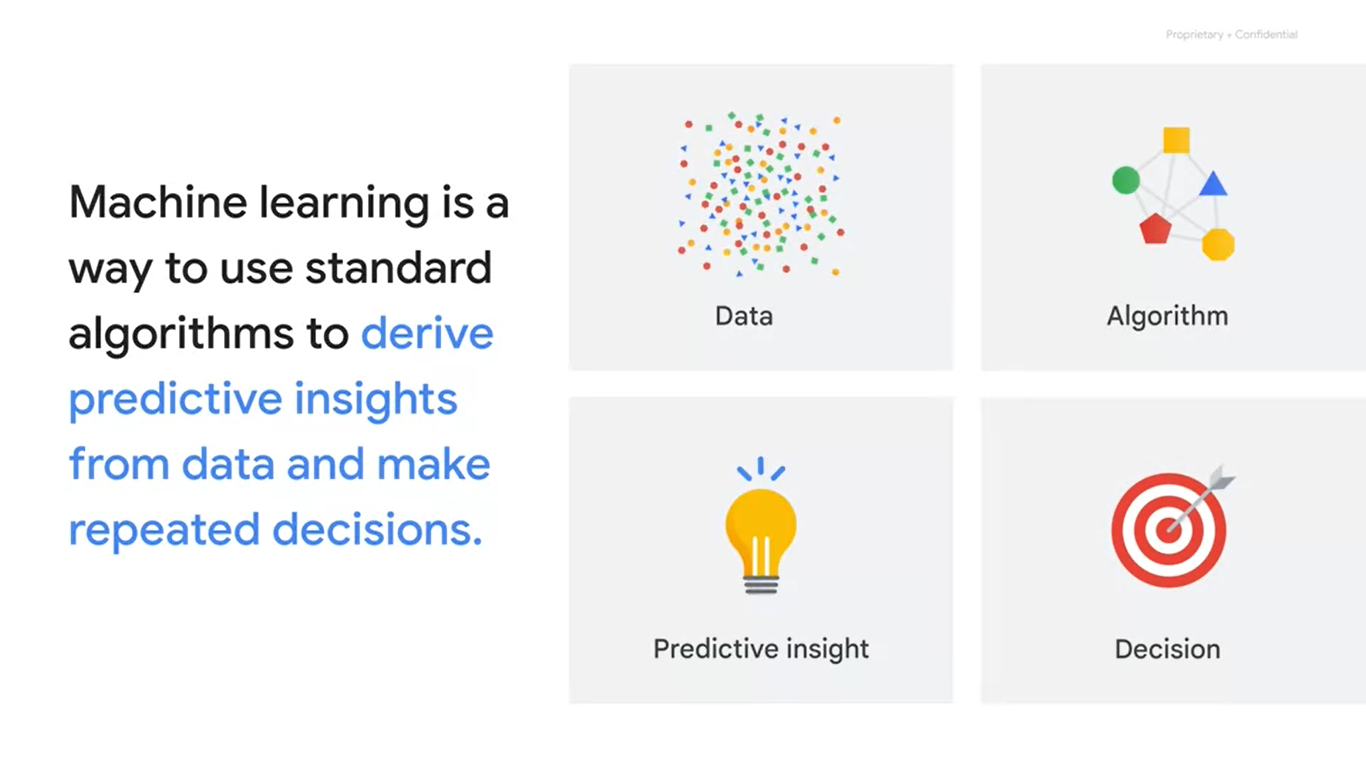 Proprietary + Confidential
Machine learning is a
way to use standard
algorithms to derive
predictive insights
from data and make
repeated decisions.
Data
Algorithm
Predictive insight
Decision